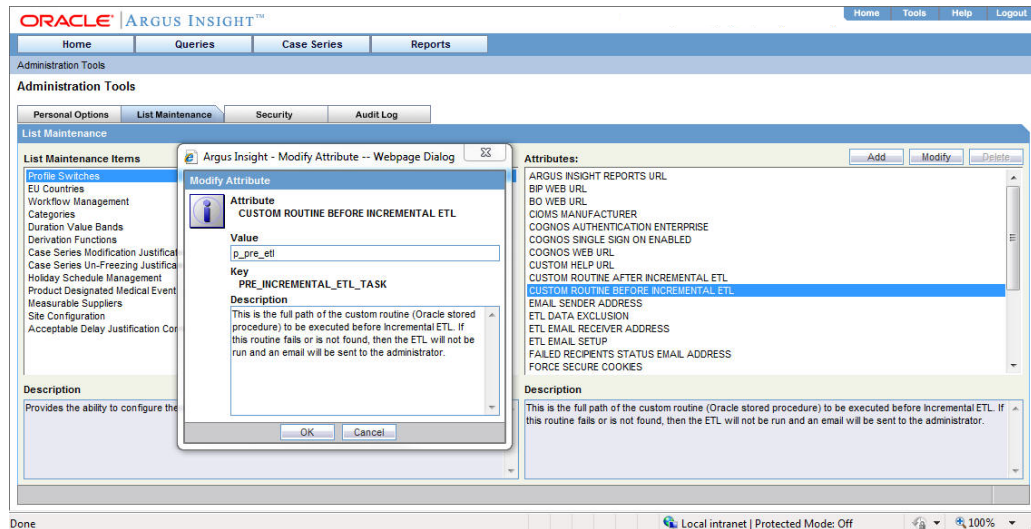 ORACLE® ARGUS INSIGHT™
Home Tools Help Logout
Home Queries Case Series Reports
Administration Tools
Administration Tools
Personal Options List Maintenance Security Audit Log
List Maintenance
List Maintenance Items
Profile Switches
EU Countries
Workflow Management
Categories
Duration Value Bands
Derivation Functions
Case Series Modification Justificat
Case Series Un-Freezing Justifica
Holiday Schedule Management
Product Designated Medical Event
Measurable Suppliers
Site Configuration
Acceptable Delay Justification Con
Description
Provides the ability to configure the
Argus Insight - Modify Attribute -- Webpage Dialog
Modify Attribute
Attribute
CUSTOM ROUTINE BEFORE INCREMENTAL ETL
Value
p_pre_etl
Key
PRE_INCREMENTAL_ETL_TASK
Description
This is the full path of the custom routine (Oracle stored
procedure) to be executed before Incremental ETL. If
this routine fails or is not found, then the ETL will not be
run and an email will be sent to the administrator.
OK Cancel
Attributes:
Add Modify Delete
ARGUS INSIGHT REPORTS URL
BIP WEB URL
BO WEB URL
CIOMS MANUFACTURER
COGNOS AUTHENTICATION ENTERPRISE
COGNOS SINGLE SIGN ON ENABLED
COGNOS WEB URL
CUSTOM HELP URL
CUSTOM ROUTINE AFTER INCREMENTAL ETL
CUSTOM ROUTINE BEFORE INCREMENTAL ETL
EMAIL SENDER ADDRESS
ETL DATA EXCLUSION
ETL EMAIL RECEIVER ADDRESS
ETL EMAIL SETUP
FAILED RECIPIENTS STATUS EMAIL ADDRESS
FORCE SECURE COOKIES
Description
This is the full path of the custom routine (Oracle stored procedure) to be executed before Incremental ETL. If
this routine fails or is not found, then the ETL will not be run and an email will be sent to the administrator.
Done
Local intranet | Protected Mode: Off
100%